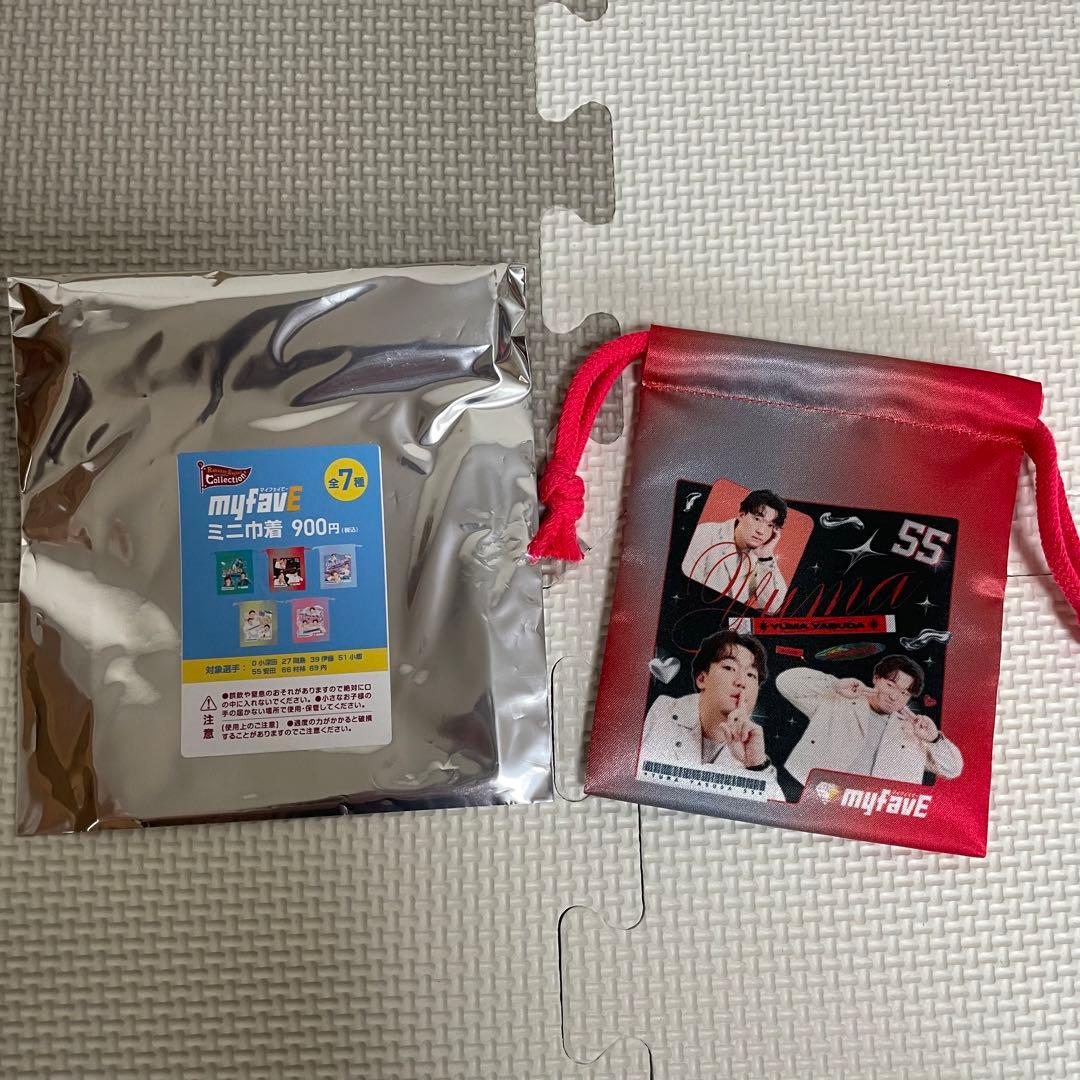 Rakuten Eagles
Collection
全7種
マイフェイビー
myfavE
ミニ巾着 900円(税込)
対象選手: 0 小深田 27 岡島 39 伊藤 51 小郷
55 安田 66 村林 69 内
注意
●誤飲や窒息のおそれがありますので絶対に口
の中に入れないでください。●小さなお子様の
手の届かない場所で使用・保管してください。
[使用上のご注意] ●過度の力がかかると破損
することがありますのでご注意ください。
55
Yuma
YUMA YASUDA
*YUMA YASUDA 55*
myfavE